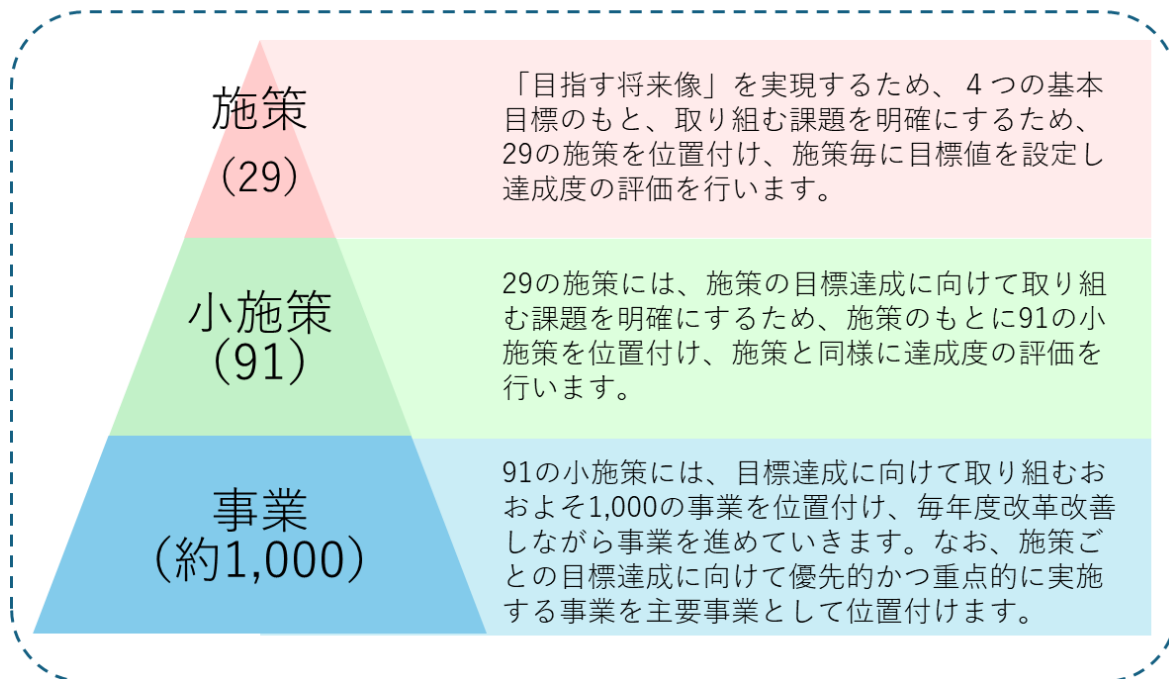 施策
(29)
「目指す将来像」を実現するため、４つの基本
目標のもと、取り組む課題を明確にするため、
29の施策を位置付け、施策毎に目標値を設定し
達成度の評価を行います。
小施策
(91)
29の施策には、施策の目標達成に向けて取り組
む課題を明確にするため、施策のもとに91の小
施策を位置付け、施策と同様に達成度の評価を
行います。
事業
(約1,000)
91の小施策には、目標達成に向けて取り組むお
およそ1,000の事業を位置付け、毎年度改革改善
しながら事業を進めていきます。なお、施策ご
との目標達成に向けて優先的かつ重点的に実施
する事業を主要事業として位置付けます。